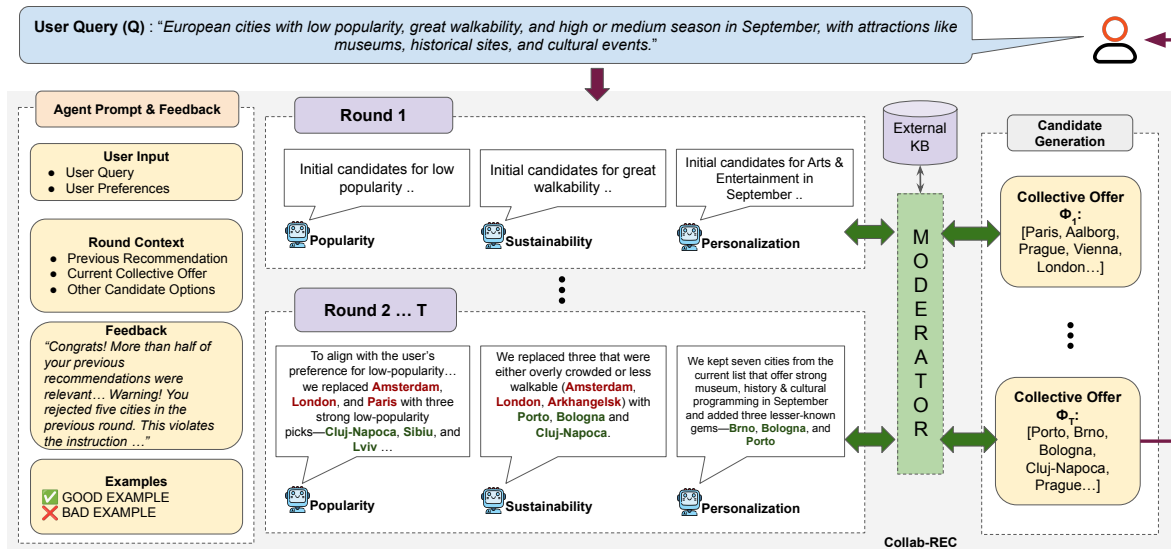 User Query (Q) : “European cities with low popularity, great walkability, and high or medium season in September, with attractions like
museums, historical sites, and cultural events.”
Agent Prompt & Feedback
User Input
● User Query
● User Preferences
Round Context
● Previous Recommendation
● Current Collective Offer
● Other Candidate Options
Feedback
“Congrats! More than half of
your previous
recommendations were
relevant… Warning! You
rejected five cities in the
previous round. This violates
the instruction …”
Examples
✅ GOOD EXAMPLE
❌ BAD EXAMPLE
Round 1
Initial candidates for low
popularity ..
Popularity
Initial candidates for great
walkability ..
Sustainability
Initial candidates for Arts &
Entertainment in
September ..
Personalization
Round 2 … T
To align with the user’s
preference for low-popularity…
we replaced Amsterdam,
London, and Paris with three
strong low-popularity
picks—Cluj-Napoca, Sibiu, and
Lviv …
Popularity
We replaced three that were
either overly crowded or less
walkable (Amsterdam,
London, Arkhangelsk) with
Porto, Bologna and
Cluj-Napoca.
Sustainability
We kept seven cities from the
current list that offer strong
museum, history & cultural
programming in September
and added three lesser-known
gems—Brno, Bologna, and
Porto
Personalization
External
KB
MODERATOR
Candidate
Generation
Collective Offer
Φ1:
[Paris, Aalborg,
Prague, Vienna,
London…]
Collective Offer
ΦT:
[Porto, Brno,
Bologna,
Cluj-Napoca,
Prague…]
Collab-REC